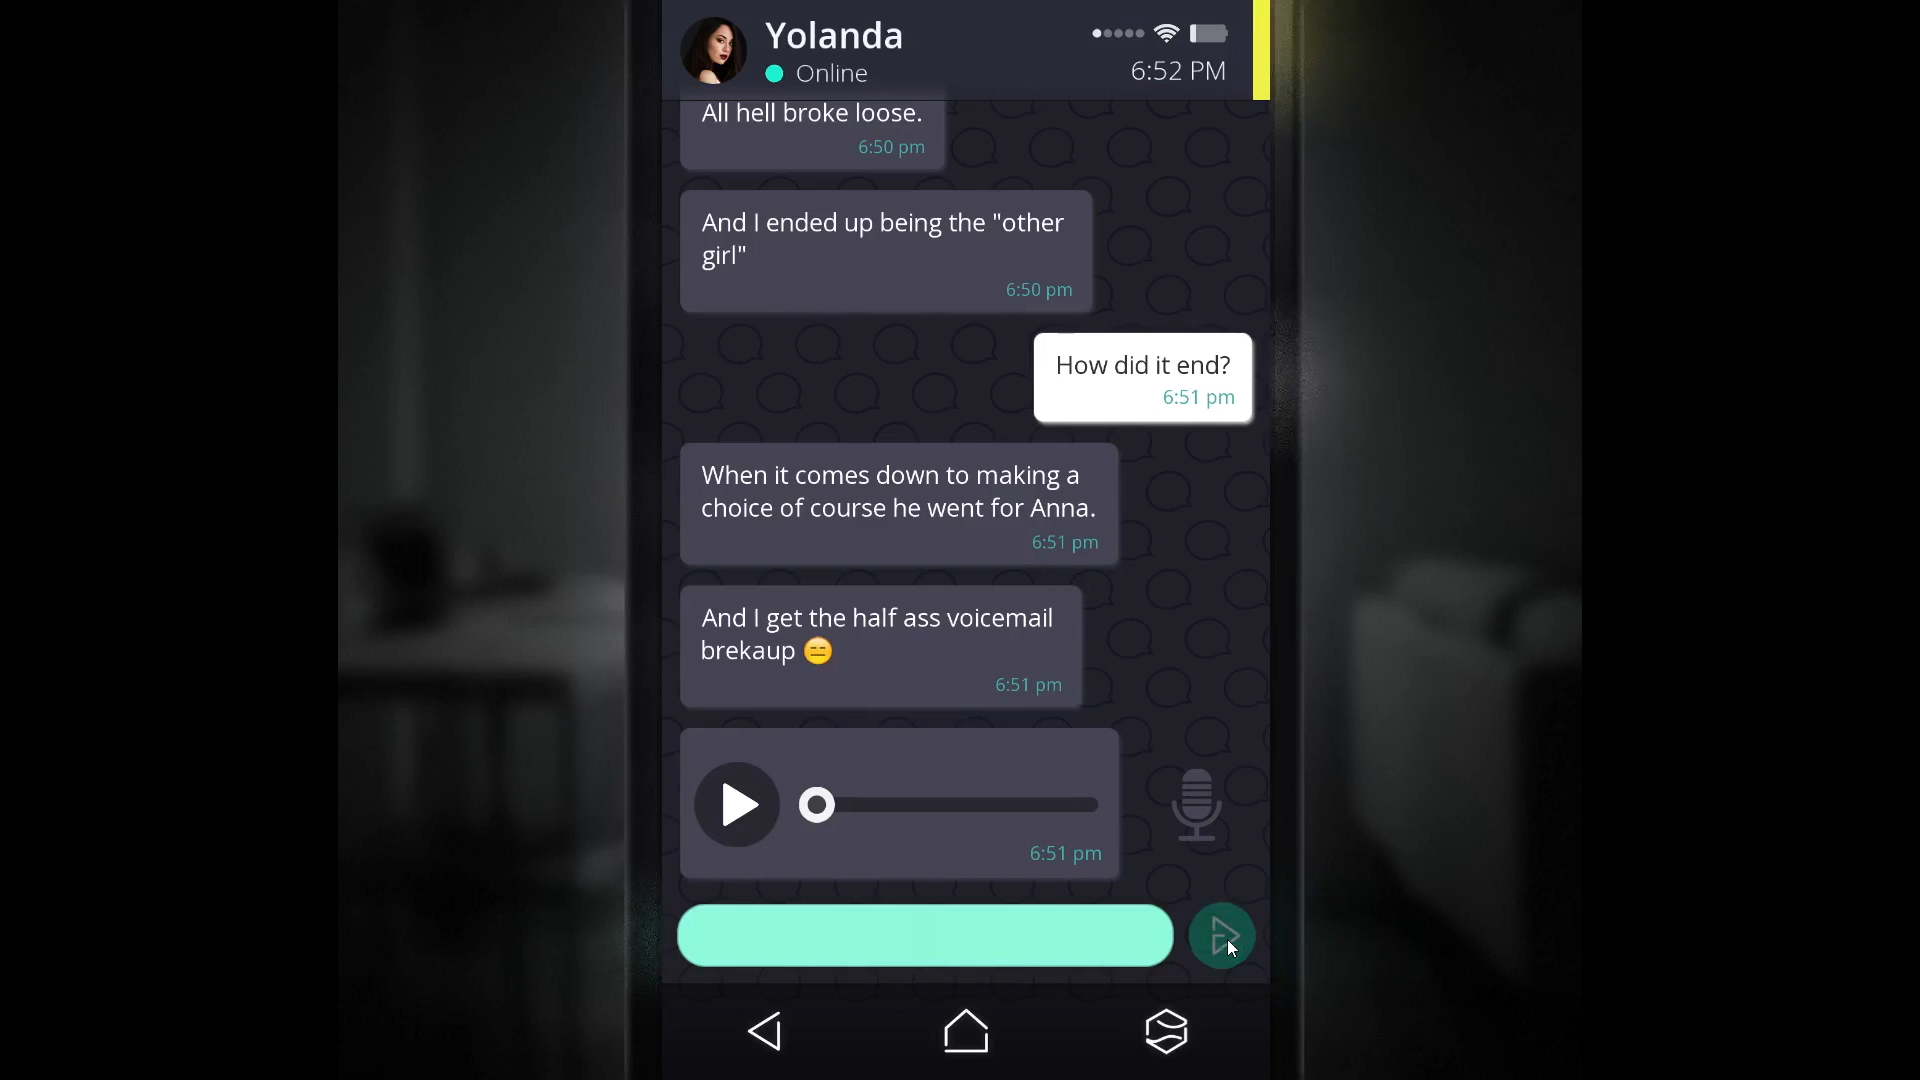 Yolanda
Online
6:52 PM
All hell broke loose.
6:50 pm
And I ended up being the "other
girl"
6:50 pm
How did it end?
6:51 pm
When it comes down to making a
choice of course he went for Anna.
6:51 pm
And I get the half ass voicemail
brekaup 😑
6:51 pm
6:51 pm